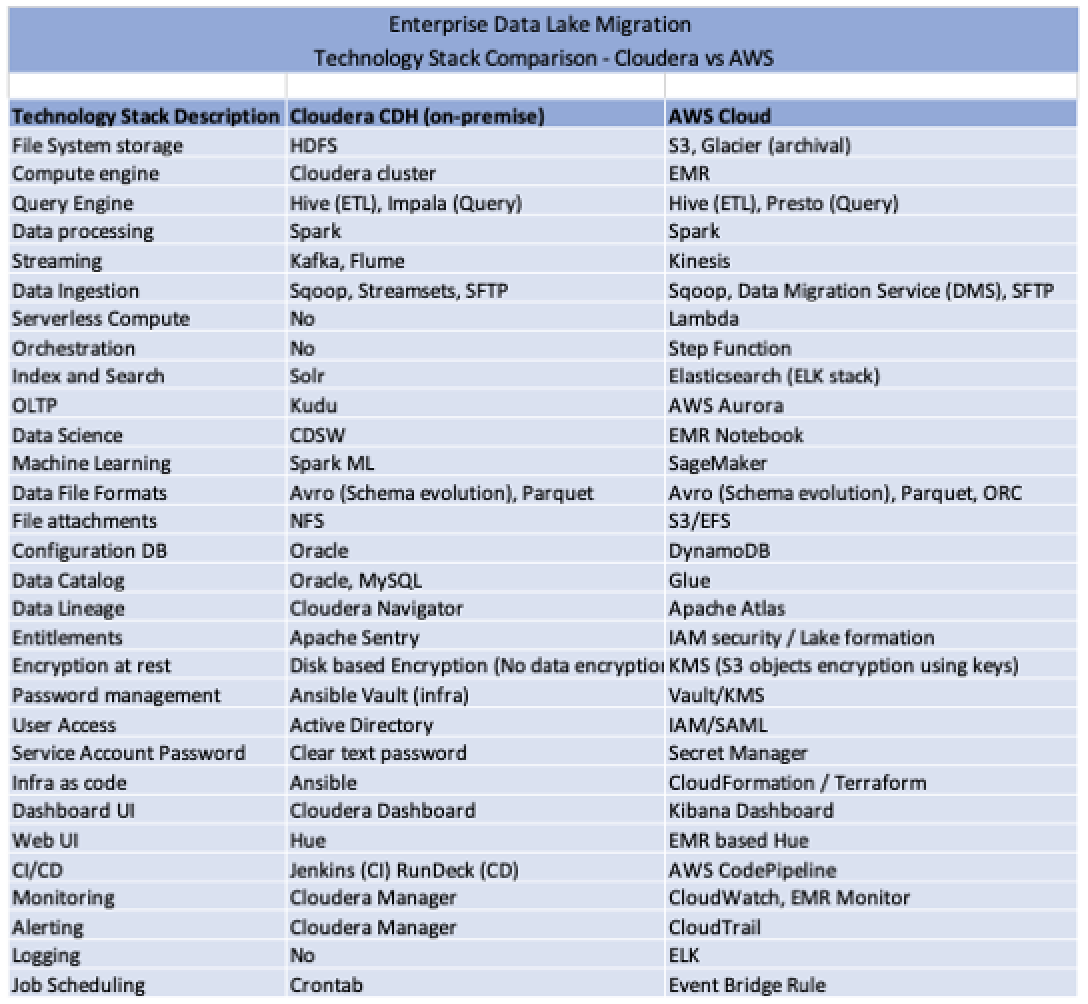 Enterprise Data Lake Migration
Technology Stack Comparison - Cloudera vs AWS
Technology Stack Description Cloudera CDH (on-premise) AWS Cloud
File System storage HDFS S3, Glacier (archival)
Compute engine Cloudera cluster EMR
Query Engine Hive (ETL), Impala (Query) Hive (ETL), Presto (Query)
Data processing Spark Spark
Streaming Kafka, Flume Kinesis
Data Ingestion Sqoop, Streamsets, SFTP Sqoop, Data Migration Service (DMS), SFTP
Serverless Compute No Lambda
Orchestration No Step Function
Index and Search Solr Elasticsearch (ELK stack)
OLTP Kudu AWS Aurora
Data Science CDSW EMR Notebook
Machine Learning Spark ML SageMaker
Data File Formats Avro (Schema evolution), Parquet Avro (Schema evolution), Parquet, ORC
File attachments NFS S3/EFS
Configuration DB Oracle DynamoDB
Data Catalog Oracle, MySQL Glue
Data Lineage Cloudera Navigator Apache Atlas
Entitlements Apache Sentry IAM security / Lake formation
Encryption at rest Disk based Encryption (No data encryption KMS (S3 objects encryption using keys)
Password management Ansible Vault (infra) Vault/KMS
User Access Active Directory IAM/SAML
Service Account Password Clear text password Secret Manager
Infra as code Ansible CloudFormation / Terraform
Dashboard UI Cloudera Dashboard Kibana Dashboard
Web UI Hue EMR based Hue
CI/CD Jenkins (CI) RunDeck (CD) AWS CodePipeline
Monitoring Cloudera Manager CloudWatch, EMR Monitor
Alerting Cloudera Manager CloudTrail
Logging No ELK
Job Scheduling Crontab Event Bridge Rule